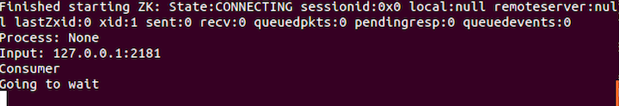 Finished starting ZK: State:CONNECTING sessionid:0x0 local:null remoteserver:nul
l lastZxid:0 xid:1 sent:0 recv:0 queuedpkts:0 pendingresp:0 queuedevents:0
Process: None
Input: 127.0.0.1:2181
Consumer
Going to wait